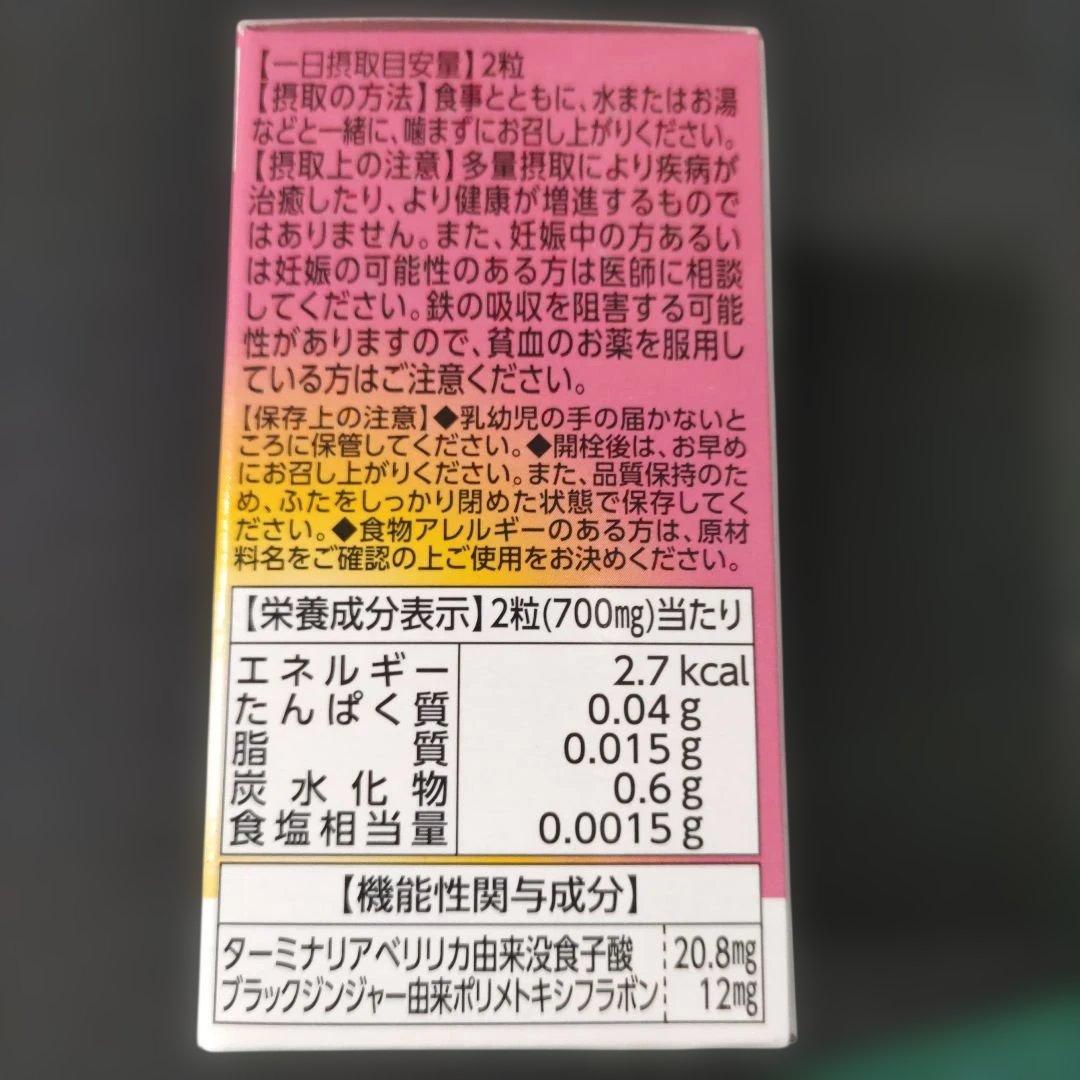 【一日摂取目安量】2粒
【摂取の方法】食事とともに、水またはお湯
などと一緒に、噛まずにお召し上がりください。
【摂取上の注意】多量摂取により疾病が
治癒したり、より健康が増進するもので
はありません。また、妊娠中の方あるい
は妊娠の可能性のある方は医師に相談
してください。鉄の吸収を阻害する可能
性がありますので、貧血のお薬を服用し
ている方はご注意ください。
【保存上の注意】◆乳幼児の手の届かないと
ころに保管してください。◆開栓後は、お早め
にお召し上がりください。また、品質保持のた
め、ふたをしっかり閉めた状態で保存してく
ださい。◆食物アレルギーのある方は、原材
料名をご確認の上ご使用をお決めください。
【栄養成分表示】2粒(700mg)当たり
エネルギー 2.7 kcal
たんぱく質 0.04 g
脂質 0.015 g
炭水化物 0.6 g
食塩相当量 0.0015 g
【機能性関与成分】
ターミナリアベリリカ由来没食子酸 20.8mg
ブラックジンジャー由来ポリメトキシフラボン 12mg